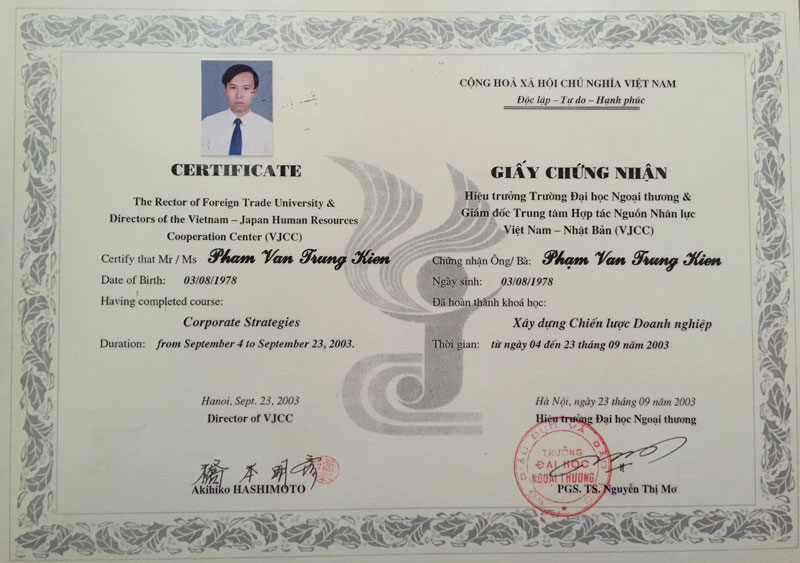 CERTIFICATE
The Rector of Foreign Trade University &
Directors of the Vietnam – Japan Human Resources
Cooperation Center (VJCC)
Certify that Mr / Ms Pham Van Trung Kien
Date of Birth: 03/08/1978
Having completed course:
Corporate Strategies
Duration: from September 4 to September 23, 2003.
Hanoi, Sept. 23, 2003
Director of VJCC
橋本明彦
Akihiko HASHIMOTO
CỘNG HOÀ XÃ HỘI CHỦ NGHĨA VIỆT NAM
Độc lập – Tự do – Hạnh phúc
GIẤY CHỨNG NHẬN
Hiệu trưởng Trường Đại học Ngoại thương &
Giám đốc Trung tâm Hợp tác Nguồn Nhân lực
Việt Nam – Nhật Bản (VJCC)
Chứng nhận Ông/ Bà: Phạm Van Trung Kien
Ngày sinh: 03/08/1978
Đã hoàn thành khoá học:
Xây dựng Chiến lược Doanh nghiệp
Thời gian: từ ngày 04 đến 23 tháng 09 năm 2003
Hà Nội, ngày 23 tháng 09 năm 2003
Hiệu trưởng Đại học Ngoại thương
TRƯỜNG
ĐẠI HỌC
NGOẠI THƯƠNG
PGS. TS. Nguyễn Thị Mơ